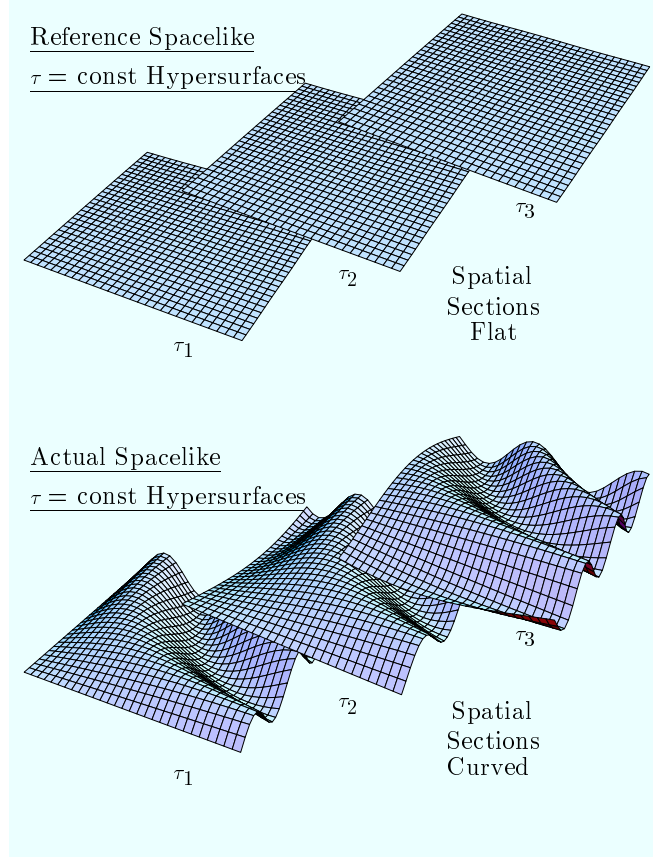 Reference Spacelike
τ = const Hypersurfaces
τ3
τ2
Spatial
Sections
Flat
τ1
Actual Spacelike
τ = const Hypersurfaces
τ3
τ2
Spatial
Sections
Curved
τ1